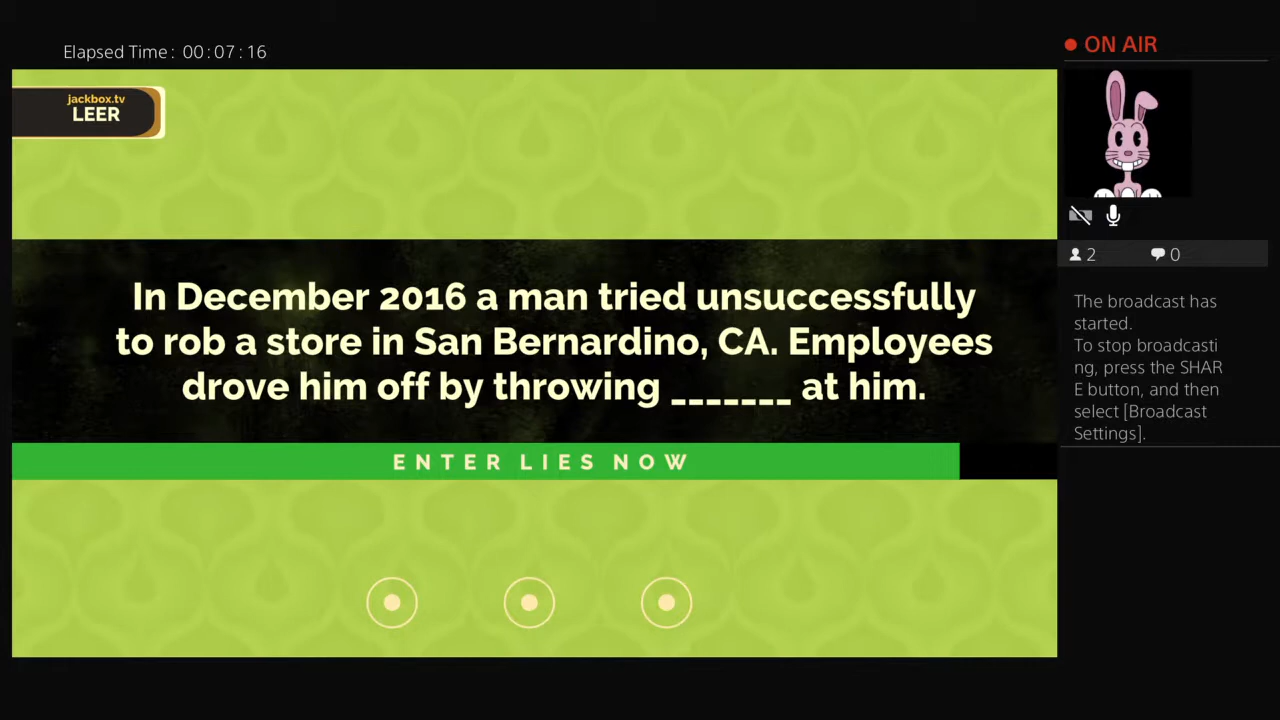 Elapsed Time: 00:07:16
ON AIR
jackbox.tv
LEER
2
0
In December 2016 a man tried unsuccessfully
to rob a store in San Bernardino, CA. Employees
drove him off by throwing _______ at him.
ENTER LIES NOW
The broadcast has
started.
To stop broadcasti
ng, press the SHAR
E button, and then
select [Broadcast
Settings].